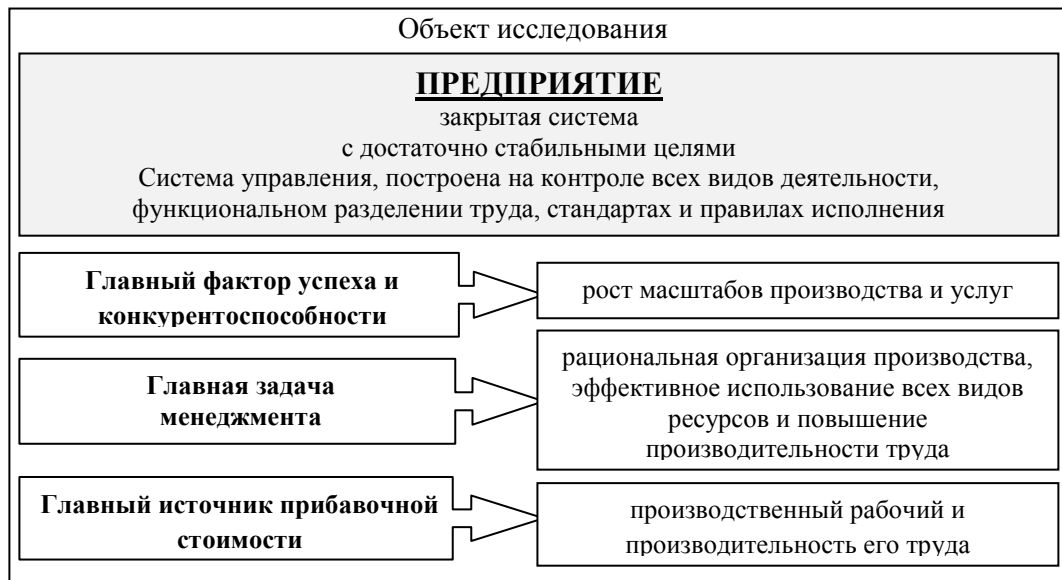 Объект исследования
ПРЕДПРИЯТИЕ
закрытая система
с достаточно стабильными целями
Система управления, построена на контроле всех видов деятельности,
функциональном разделении труда, стандартах и правилах исполнения
Главный фактор успеха и
конкурентоспособности
рост масштабов производства и услуг
Главная задача
менеджмента
рациональная организация производства,
эффективное использование всех видов
ресурсов и повышение
производительности труда
Главный источник прибавочной
стоимости
производственный рабочий и
производительность его труда